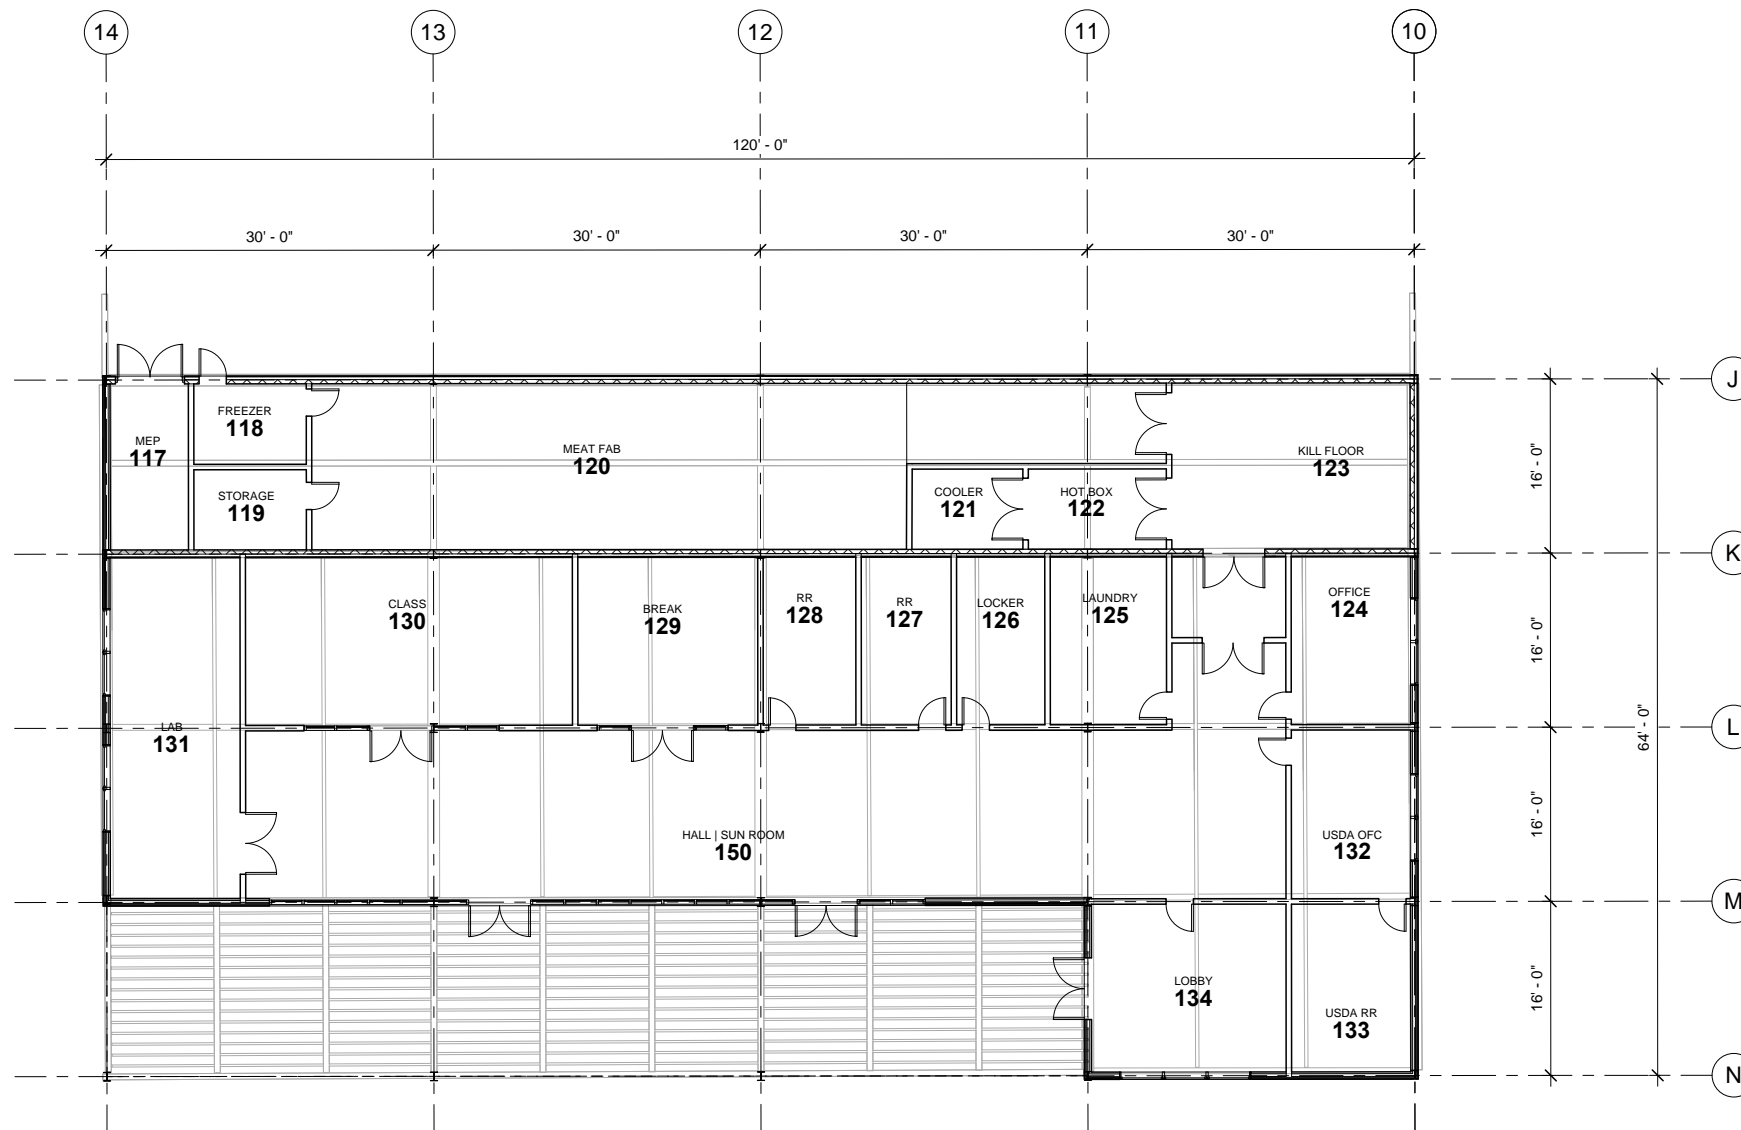 14
13
12
11
10
120' - 0"
30' - 0"
30' - 0"
30' - 0"
30' - 0"
J
FREEZER
118
MEP
117
MEAT FAB
120
KILL FLOOR
123
16' - 0"
STORAGE
119
COOLER
121
HOT BOX
122
K
CLASS
130
BREAK
129
RR
128
RR
127
LOCKER
126
LAUNDRY
125
OFFICE
124
16' - 0"
L
LAB
131
64' - 0"
HALL | SUN ROOM
150
USDA OFC
132
16' - 0"
M
LOBBY
134
USDA RR
133
16' - 0"
N